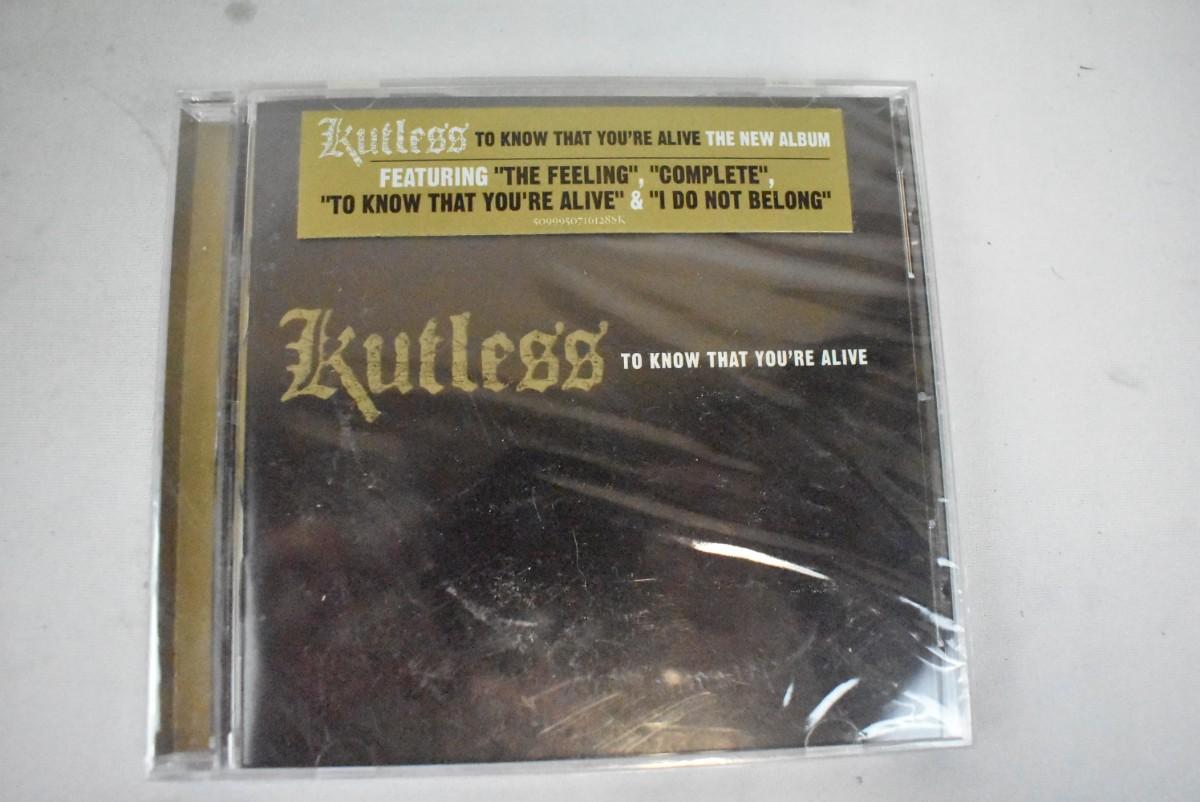 Kutless TO KNOW THAT YOU'RE ALIVE THE NEW ALBUM
FEATURING "THE FEELING", "COMPLETE",
"TO KNOW THAT YOU'RE ALIVE" & "I DO NOT BELONG"
5099950716128SK
Kutless TO KNOW THAT YOU'RE ALIVE